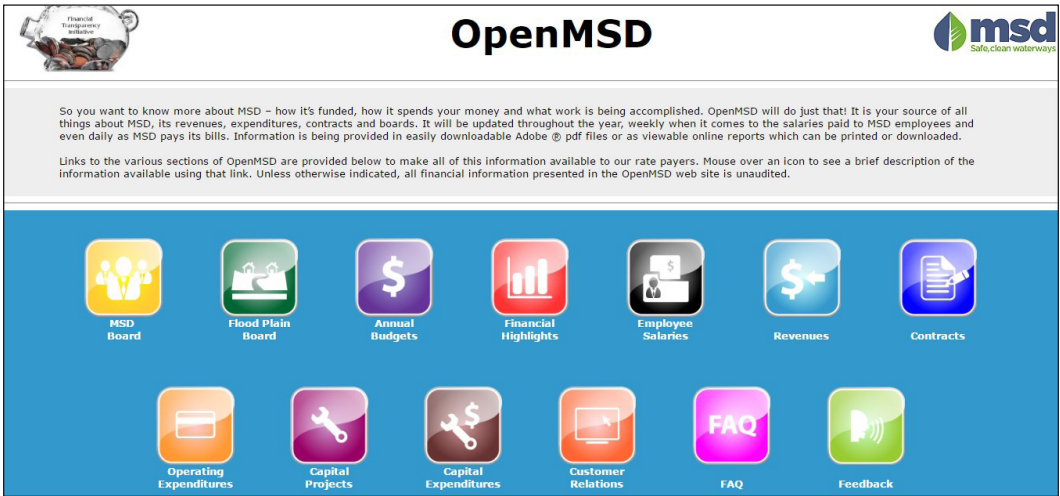 Financial
Transparency
Initiative
OpenMSD
msd
Safe, clean waterways
So you want to know more about MSD – how it's funded, how it spends your money and what work is being accomplished. OpenMSD will do just that! It is your source of all
things about MSD, its revenues, expenditures, contracts and boards. It will be updated throughout the year, weekly when it comes to the salaries paid to MSD employees and
even daily as MSD pays its bills. Information is being provided in easily downloadable Adobe ® pdf files or as viewable online reports which can be printed or downloaded.
Links to the various sections of OpenMSD are provided below to make all of this information available to our rate payers. Mouse over an icon to see a brief description of the
information available using that link. Unless otherwise indicated, all financial information presented in the OpenMSD web site is unaudited.
$
$
$
MSD
Board
Flood Plain
Board
Annual
Budgets
Financial
Highlights
Employee
Salaries
Revenues
Contracts
$
FAQ
Operating
Expenditures
Capital
Projects
Capital
Expenditures
Customer
Relations
FAQ
Feedback